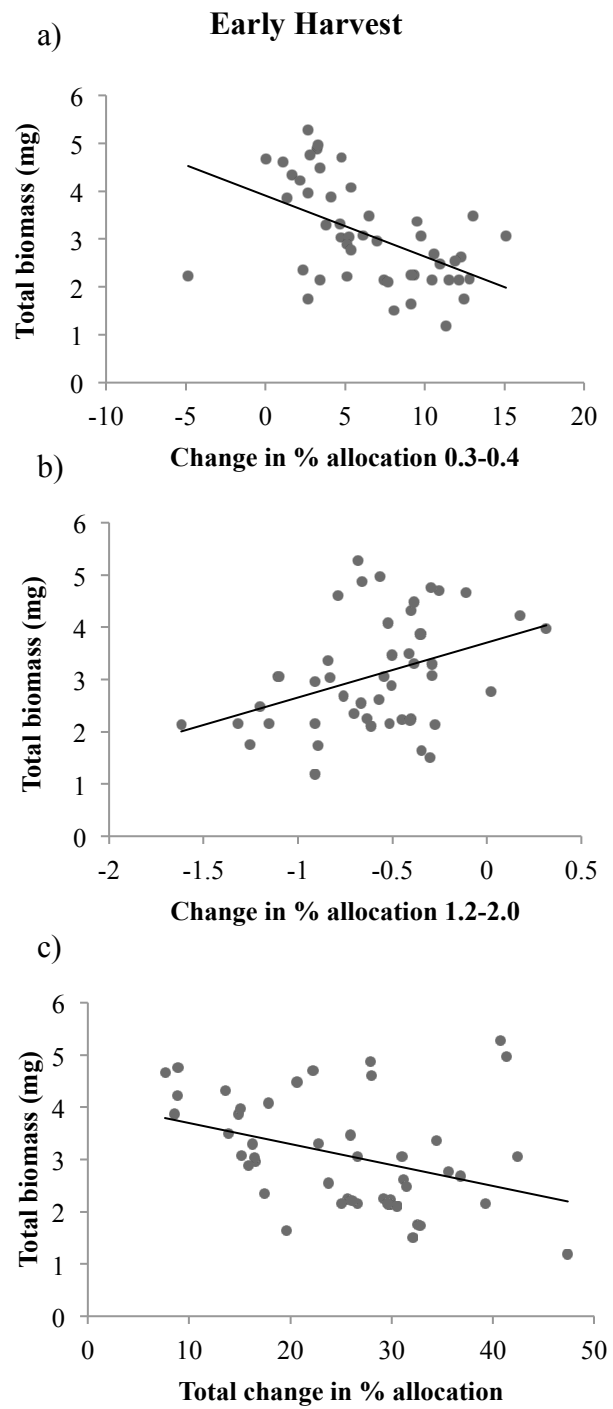 Early Harvest
a)
Total biomass (mg)
6
5
4
3
2
1
0
-10 -5 0 5 10 15 20
Change in % allocation 0.3-0.4
b)
Total biomass (mg)
6
5
4
3
2
1
0
-2 -1.5 -1 -0.5 0 0.5
Change in % allocation 1.2-2.0
c)
Total biomass (mg)
6
5
4
3
2
1
0
0 10 20 30 40 50
Total change in % allocation